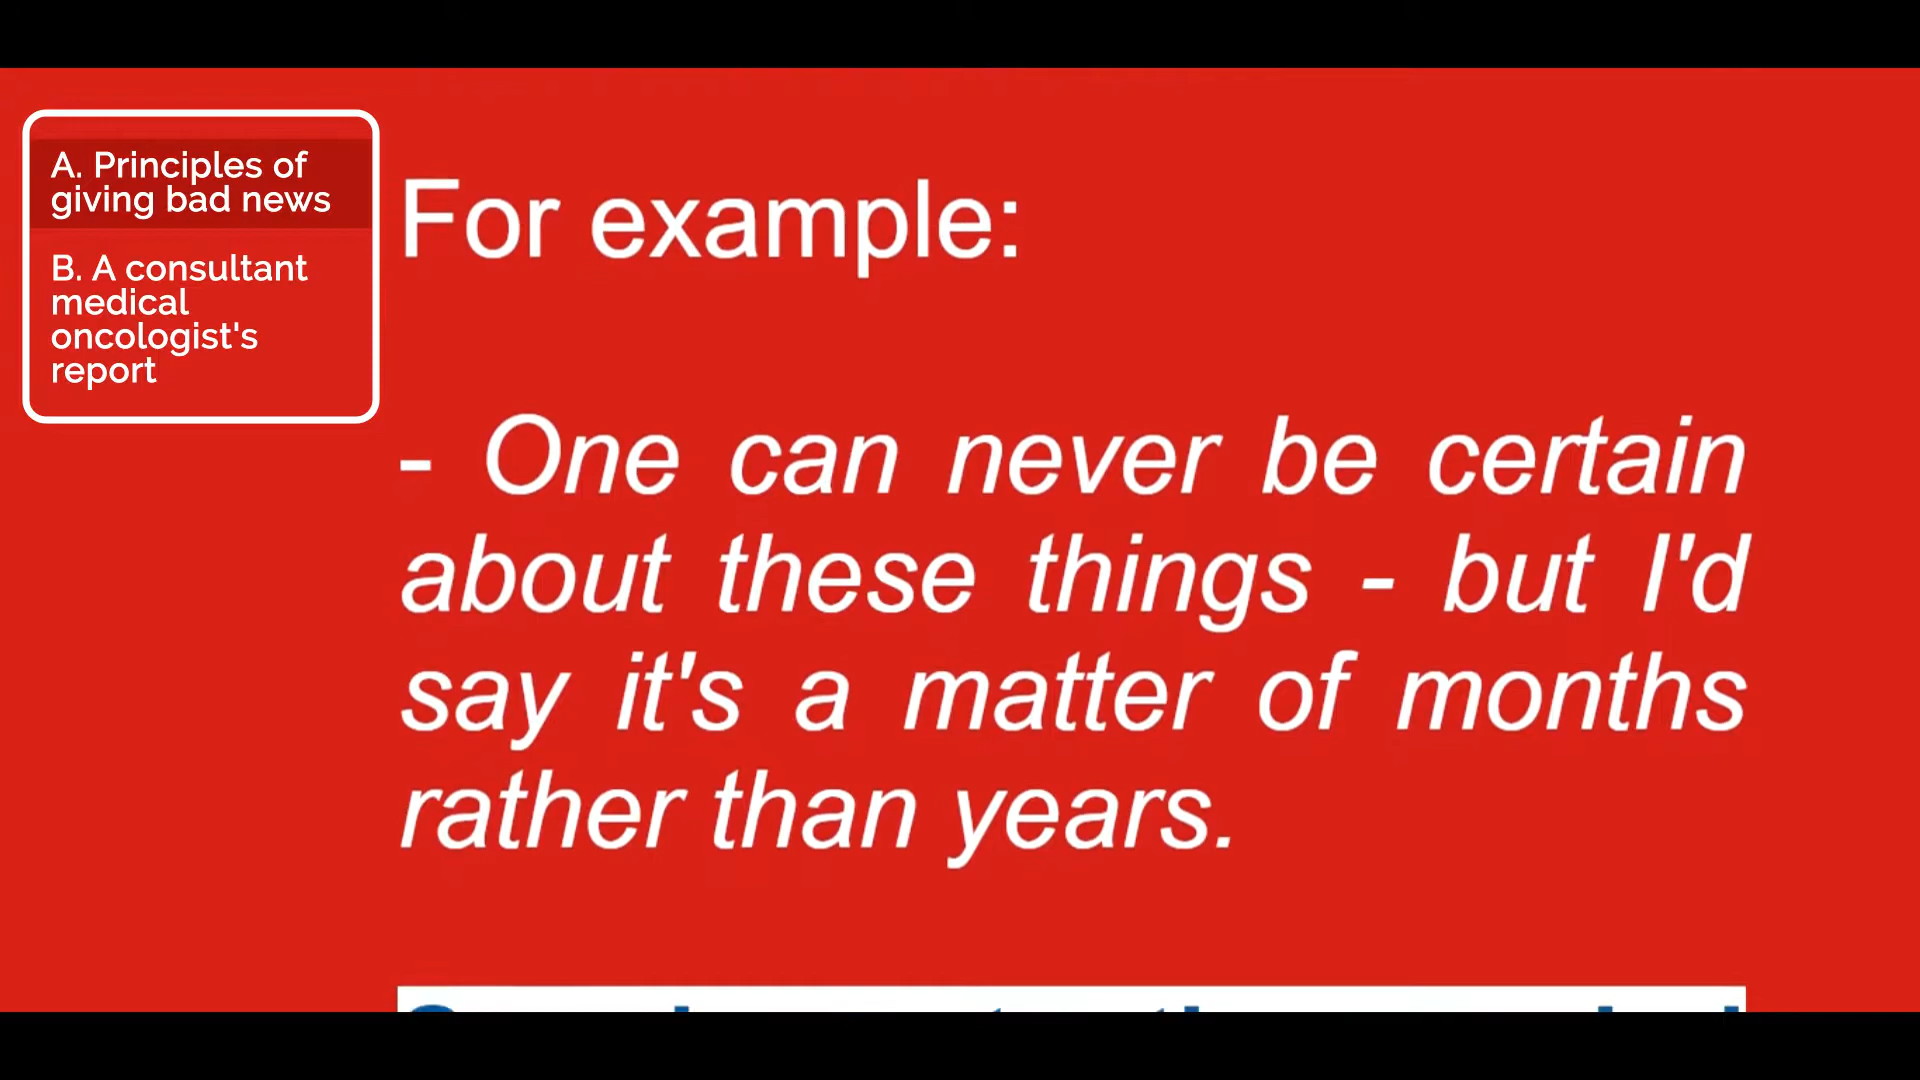 A. Principles of
giving bad news
B. A consultant
medical
oncologist's
report
For example:
- One can never be certain
about these things - but I'd
say it's a matter of months
rather than years.